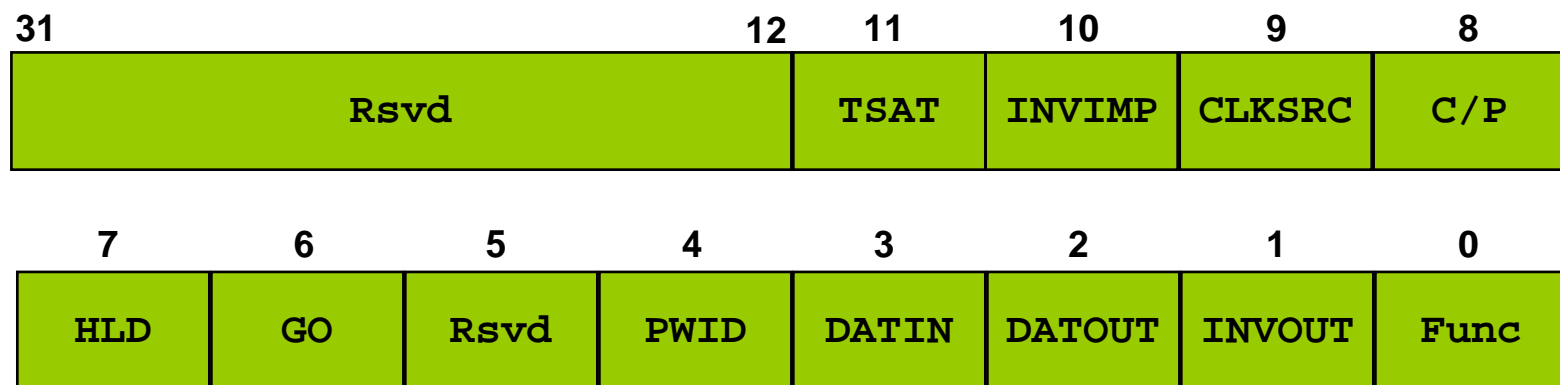 31 12 11 10 9 8
Rsvd TSAT INVIMP CLKSRC C/P
7 6 5 4 3 2 1 0
HLD GO Rsvd PWID DATIN DATOUT INVOUT Func